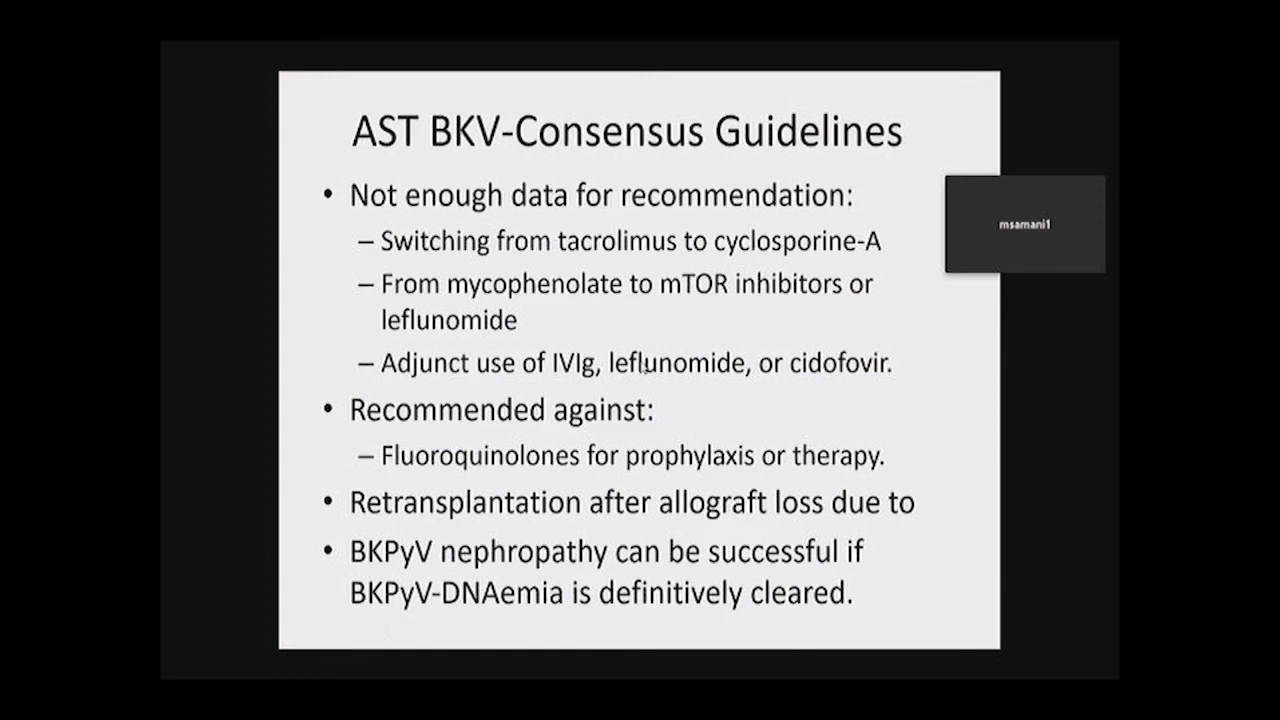 AST BKV-Consensus Guidelines
• Not enough data for recommendation:
– Switching from tacrolimus to cyclosporine-A
– From mycophenolate to mTOR inhibitors or
leflunomide
– Adjunct use of IVIg, leflunomide, or cidofovir.
• Recommended against:
– Fluoroquinolones for prophylaxis or therapy.
• Retransplantation after allograft loss due to
• BKPyV nephropathy can be successful if
BKPyV-DNAemia is definitively cleared.
msamani1